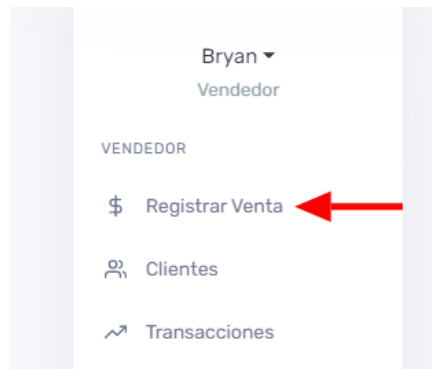 Bryan
Vendedor
VENDEDOR
$ Registrar Venta
Clientes
Transacciones